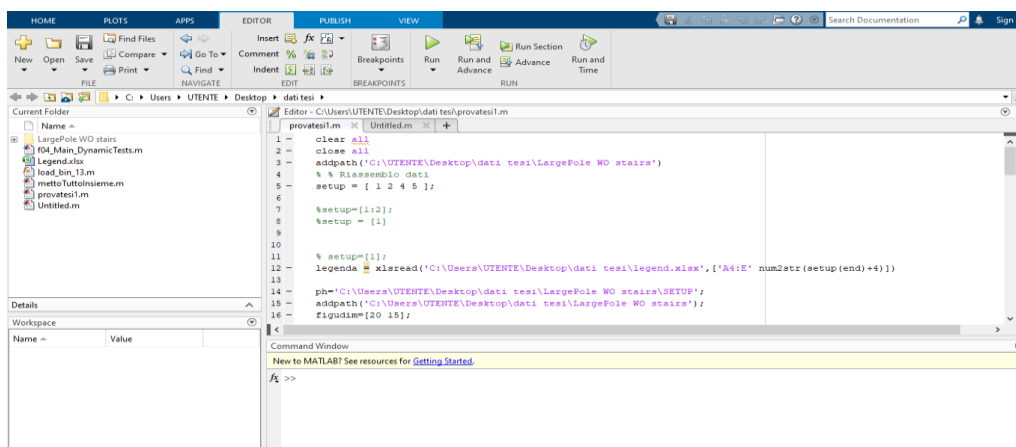 HOME PLOTS APPS EDITOR PUBLISH VIEW Search Documentation Sign
New Open Save Find Files Compare Print FILE
Go To Find NAVIGATE
Insert fx Comment % Indent EDIT
Breakpoints BREAKPOINTS
Run Run and Advance Run Section Advance Run and Time RUN
C: Users UTENTE Desktop dati tesi
Current Folder
Name
LargePole WO stairs
f04_Main_DynamicTests.m
Legend.xlsx
load_bin_13.m
mettoTuttoInsieme.m
provatesi1.m
Untitled.m
Details
Workspace
Name Value
Editor - C:\Users\UTENTE\Desktop\dati tesi\provatesi1.m
provatesi1.m Untitled.m
1 - clear all
2 - close all
3 - addpath('C:\UTENTE\Desktop\dati tesi\LargePole WO stairs')
4 % % Riassemblo dati
5 - setup = [ 1 2 4 5 ];
6
7 %setup=[1:2];
8 %setup = [1]
9
10
11 % setup=[1];
12 - legenda = xlsread('C:\Users\UTENTE\Desktop\dati tesi\legend.xlsx',['A4:E' num2str(setup(end)+4)])
13
14 - ph='C:\Users\UTENTE\Desktop\dati tesi\LargePole WO stairs\SETUP';
15 - addpath('C:\Users\UTENTE\Desktop\dati tesi\LargePole WO stairs');
16 - figudim=[20 15];
Command Window
New to MATLAB? See resources for Getting Started.
fx >>